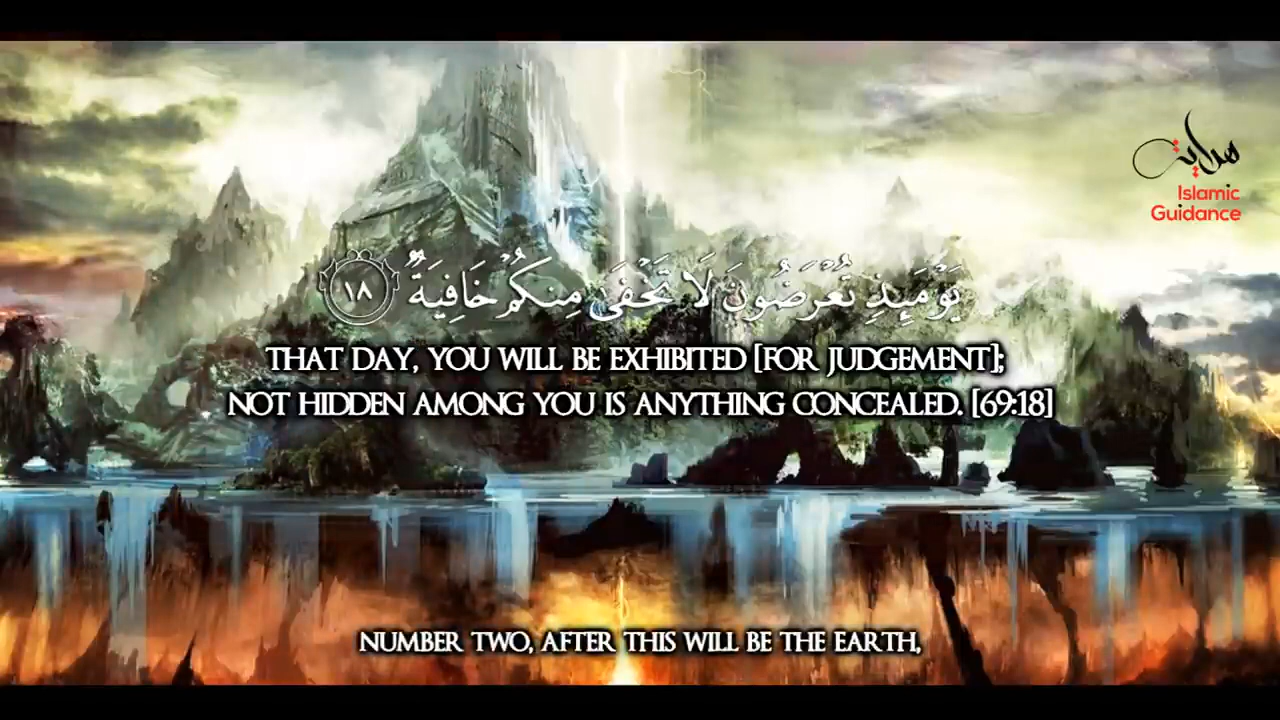 هداية
Islamic
Guidance
يَوْمَئِذٍ تُعْرَضُونَ لَا تَخْفَىٰ مِنكُمْ خَافِيَةٌ ١٨
THAT DAY, YOU WILL BE EXHIBITED [FOR JUDGEMENT];
NOT HIDDEN AMONG YOU IS ANYTHING CONCEALED. [69:18]
NUMBER TWO, AFTER THIS WILL BE THE EARTH,